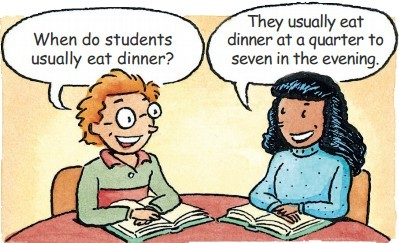 When do students
usually eat dinner?
They usually eat
dinner at a quarter to
seven in the evening.